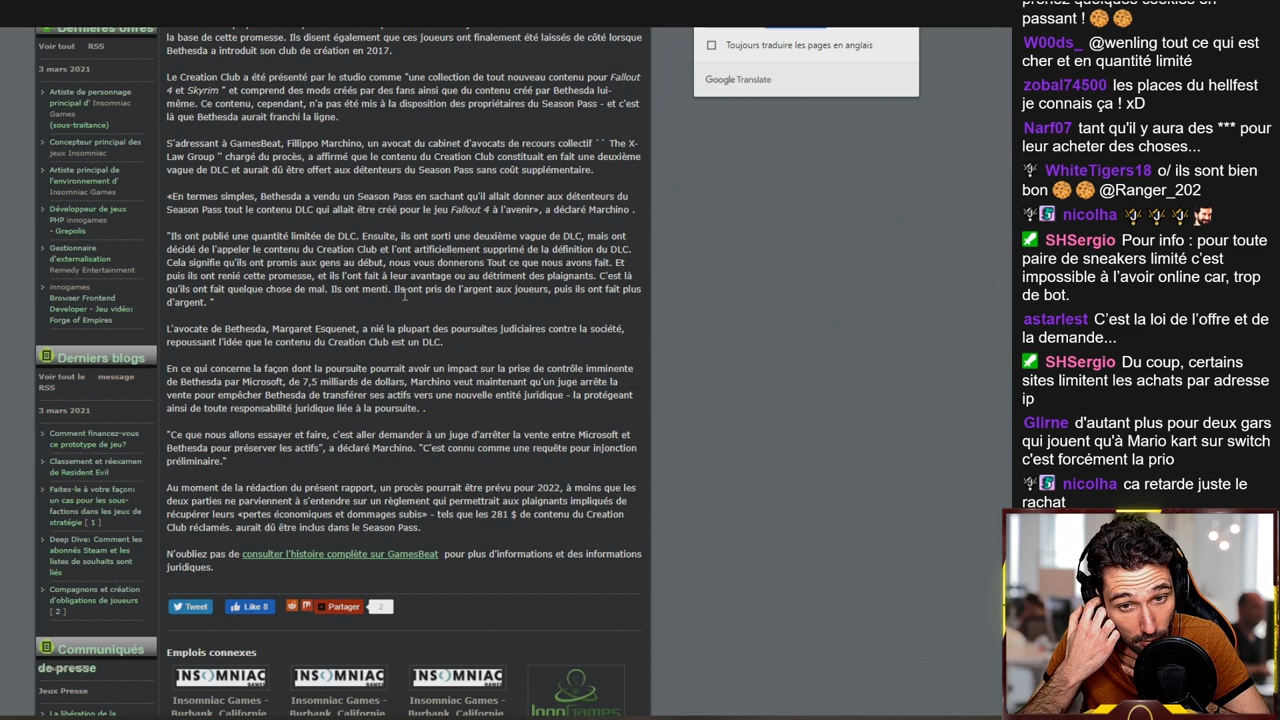 Dernières offres
Voir tout RSS
3 mars 2021
Artiste de personnage
principal d' Insomniac
Games
(sous-traitance)
Concepteur principal des
jeux Insomniac
Artiste principal de
l'environnement d'
Insomniac Games
Développeur de jeux
PHP innogames
- Grepolis
Gestionnaire
d'externalisation
Remedy Entertainment
innogames
Browser Frontend
Developer - Jeu vidéo:
Forge of Empires
Derniers blogs
Voir tout le message
RSS
3 mars 2021
Comment financez-vous
ce prototype de jeu?
Classement et réexamen
de Resident Evil
Faites-le à votre façon:
un cas pour les sous-
factions dans les jeux de
stratégie [ 1 ]
Deep Dive: Comment les
abonnés Steam et les
listes de souhaits sont
liés
Compagnons et création
d'obligations de joueurs
[ 2 ]
Communiqués
de presse
Jeux Presse
La libération de la
la base de cette promesse. Ils disent également que ces joueurs ont finalement été laissés de côté lorsque
Bethesda a introduit son club de création en 2017.
Le Creation Club a été présenté par le studio comme "une collection de tout nouveau contenu pour Fallout
4 et Skyrim " et comprend des mods créés par des fans ainsi que du contenu créé par Bethesda lui-
même. Ce contenu, cependant, n'a pas été mis à la disposition des propriétaires du Season Pass - et c'est
là que Bethesda aurait franchi la ligne.
S'adressant à GamesBeat, Fillippo Marchino, un avocat du cabinet d'avocats de recours collectif `` The X-
Law Group '' chargé du procès, a affirmé que le contenu du Creation Club constituait en fait une deuxième
vague de DLC et aurait dû être offert aux détenteurs du Season Pass sans coût supplémentaire.
«En termes simples, Bethesda a vendu un Season Pass en sachant qu'il allait donner aux détenteurs du
Season Pass tout le contenu DLC qui allait être créé pour le jeu Fallout 4 à l'avenir», a déclaré Marchino .
"Ils ont publié une quantité limitée de DLC. Ensuite, ils ont sorti une deuxième vague de DLC, mais ont
décidé de l'appeler le contenu du Creation Club et l'ont artificiellement supprimé de la définition du DLC.
Cela signifie qu'ils ont promis aux gens au début, nous vous donnerons Tout ce que nous avons fait. Et
puis ils ont renié cette promesse, et ils l'ont fait à leur avantage ou au détriment des plaignants. C'est là
qu'ils ont fait quelque chose de mal. Ils ont menti. Ils ont pris de l'argent aux joueurs, puis ils ont fait plus
d'argent. "
L'avocate de Bethesda, Margaret Esquenet, a nié la plupart des poursuites judiciaires contre la société,
repoussant l'idée que le contenu du Creation Club est un DLC.
En ce qui concerne la façon dont la poursuite pourrait avoir un impact sur la prise de contrôle imminente
de Bethesda par Microsoft, de 7,5 milliards de dollars, Marchino veut maintenant qu'un juge arrête la
vente pour empêcher Bethesda de transférer ses actifs vers une nouvelle entité juridique - la protégeant
ainsi de toute responsabilité juridique liée à la poursuite. .
"Ce que nous allons essayer et faire, c'est aller demander à un juge d'arrêter la vente entre Microsoft et
Bethesda pour préserver les actifs", a déclaré Marchino. "C'est connu comme une requête pour injonction
préliminaire."
Au moment de la rédaction du présent rapport, un procès pourrait être prévu pour 2022, à moins que les
deux parties ne parviennent à s'entendre sur un règlement qui permettrait aux plaignants impliqués de
récupérer leurs «pertes économiques et dommages subis» - tels que les 281 $ de contenu du Creation
Club réclamés. aurait dû être inclus dans le Season Pass.
N'oubliez pas de consulter l'histoire complète sur GamesBeat pour plus d'informations et des informations
juridiques.
Tweet Like 8 Partager 2
Emplois connexes
INSOMNIAC GAMES INSOMNIAC GAMES INSOMNIAC GAMES InnoGames
Insomniac Games - Insomniac Games - Insomniac Games -
Burbank, Californie Burbank, Californie Burbank, Californie
Toujours traduire les pages en anglais
Google Translate
prenez quelques cookies en
passant !
W00ds_ @wenling tout ce qui est
cher et en quantité limité
zobal74500 les places du hellfest
je connais ça ! xD
Narf07 tant qu'il y aura des *** pour
leur acheter des choses...
WhiteTigers18 o/ ils sont bien
bon @Ranger_202
nicolha
SHSergio Pour info : pour toute
paire de sneakers limité c'est
impossible à l'avoir online car, trop
de bot.
astarlest C'est la loi de l'offre et de
la demande...
SHSergio Du coup, certains
sites limitent les achats par adresse
ip
Glirne d'autant plus pour deux gars
qui jouent qu'à Mario kart sur switch
c'est forcément la prio
nicolha ca retarde juste le
rachat